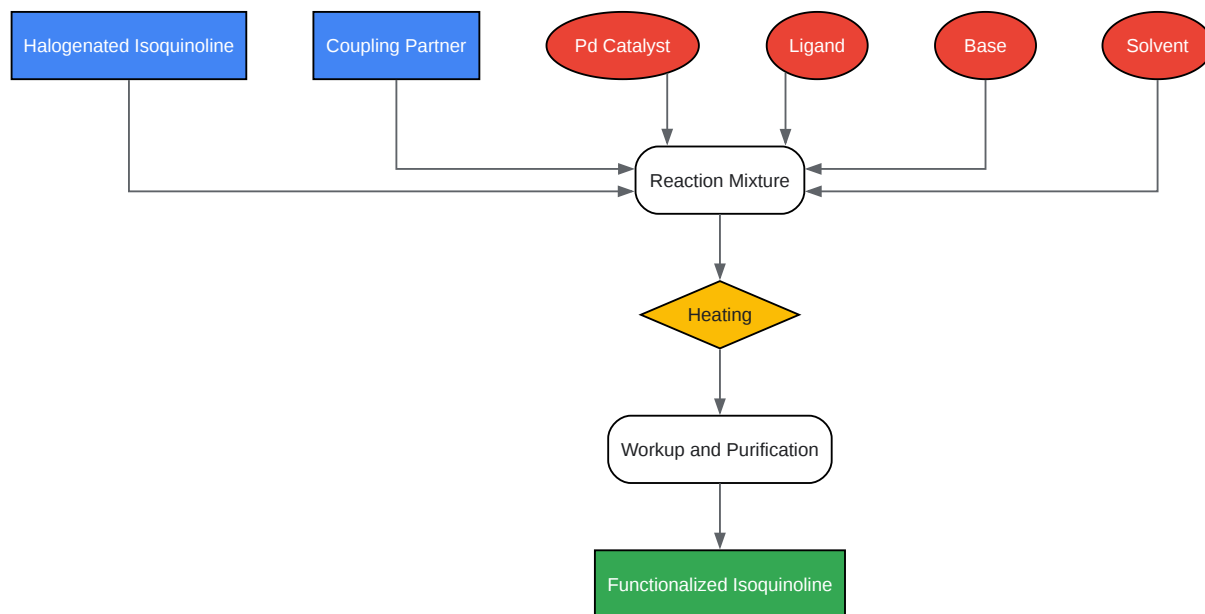 Halogenated Isoquinoline
Coupling Partner
Pd Catalyst
Ligand
Base
Solvent
Reaction Mixture
Heating
Workup and Purification
Functionalized Isoquinoline